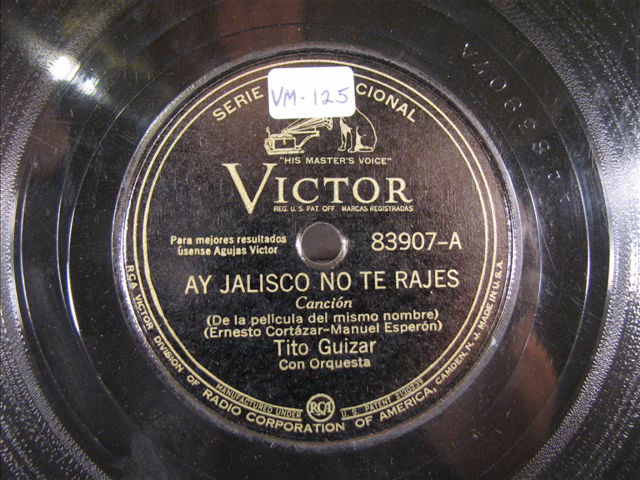 SERIE CIONAL
VM-125
"HIS MASTER'S VOICE"
VICTOR
REG. U. S. PAT. OFF. MARCAS REGISTRADAS
Para mejores resultados
úsense Agujas Victor
83907-A
AY JALISCO NO TE RAJES
Canción
(De la película del mismo nombre)
(Ernesto Cortázar-Manuel Esperón)
Tito Guizar
Con Orquesta
MANUFACTURED UNDER RCA U. S. PATENT
RCA VICTOR DIVISION OF RADIO CORPORATION OF AMERICA, CAMDEN, N. J. MADE IN U. S. A.